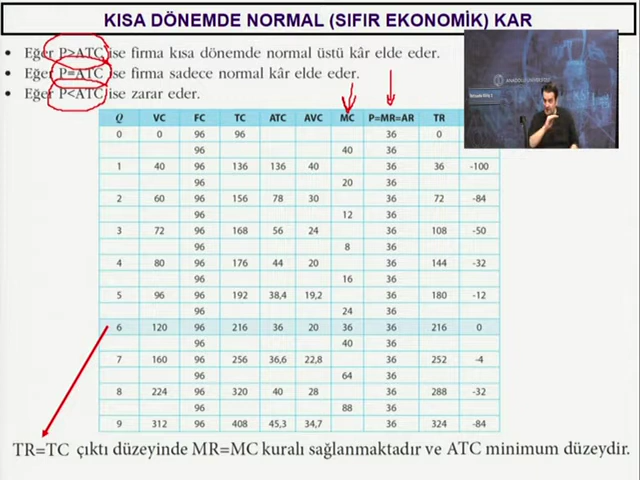 KISA DÖNEMDE NORMAL (SIFIR EKONOMİK) KAR
• Eğer P>ATC ise firma kısa dönemde normal üstü kâr elde eder.
• Eğer P=ATC ise firma sadece normal kâr elde eder.
• Eğer P<ATC ise zarar eder.
Q VC FC TC ATC AVC MC P=MR=AR TR
0 0 96 96 36 0
96 40 36
1 40 96 136 136 40 36 36 -100
96 20 36
2 60 96 156 78 30 36 72 -84
96 12 36
3 72 96 168 56 24 36 108 -50
96 8 36
4 80 96 176 44 20 36 144 -32
96 16 36
5 96 96 192 38,4 19,2 36 180 -12
96 24 36
6 120 96 216 36 20 36 36 216 0
96 40 36
7 160 96 256 36,6 22,8 36 252 -4
96 64 36
8 224 96 320 40 28 36 288 -32
96 88 36
9 312 96 408 45,3 34,7 36 324 -84
TR=TC çıktı düzeyinde MR=MC kuralı sağlanmaktadır ve ATC minimum düzeydir.